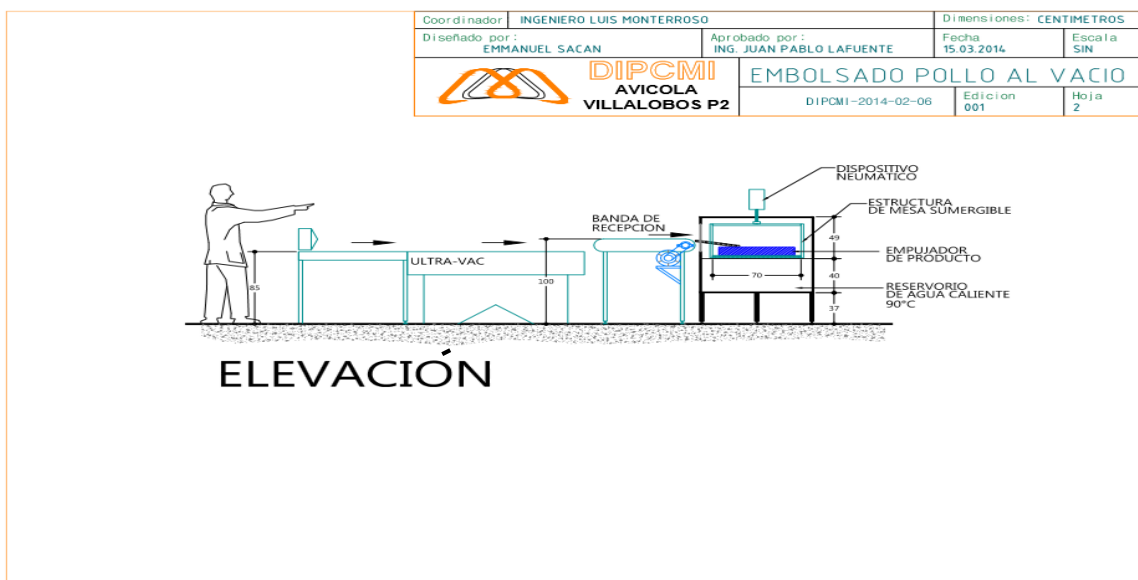 Coordinador INGENIERO LUIS MONTERROSO
Dimensiones: CENTIMETROS
Diseñado por:
EMMANUEL SACAN
Aprobado por:
ING. JUAN PABLO LAFUENTE
Fecha
15.03.2014
Escala
SIN
DIPCMI
AVICOLA
VILLALOBOS P2
EMBOLSADO POLLO AL VACIO
DIPCMI-2014-02-06
Edicion
001
Hoja
2
DISPOSITIVO
NEUMATICO
ESTRUCTURA
DE MESA SUMERGIBLE
BANDA DE
RECEPCION
49
EMPUJADOR
DE PRODUCTO
ULTRA-VAC
70
40
85
100
RESERVORIO
DE AGUA CALIENTE
90°C
37
ELEVACIÓN